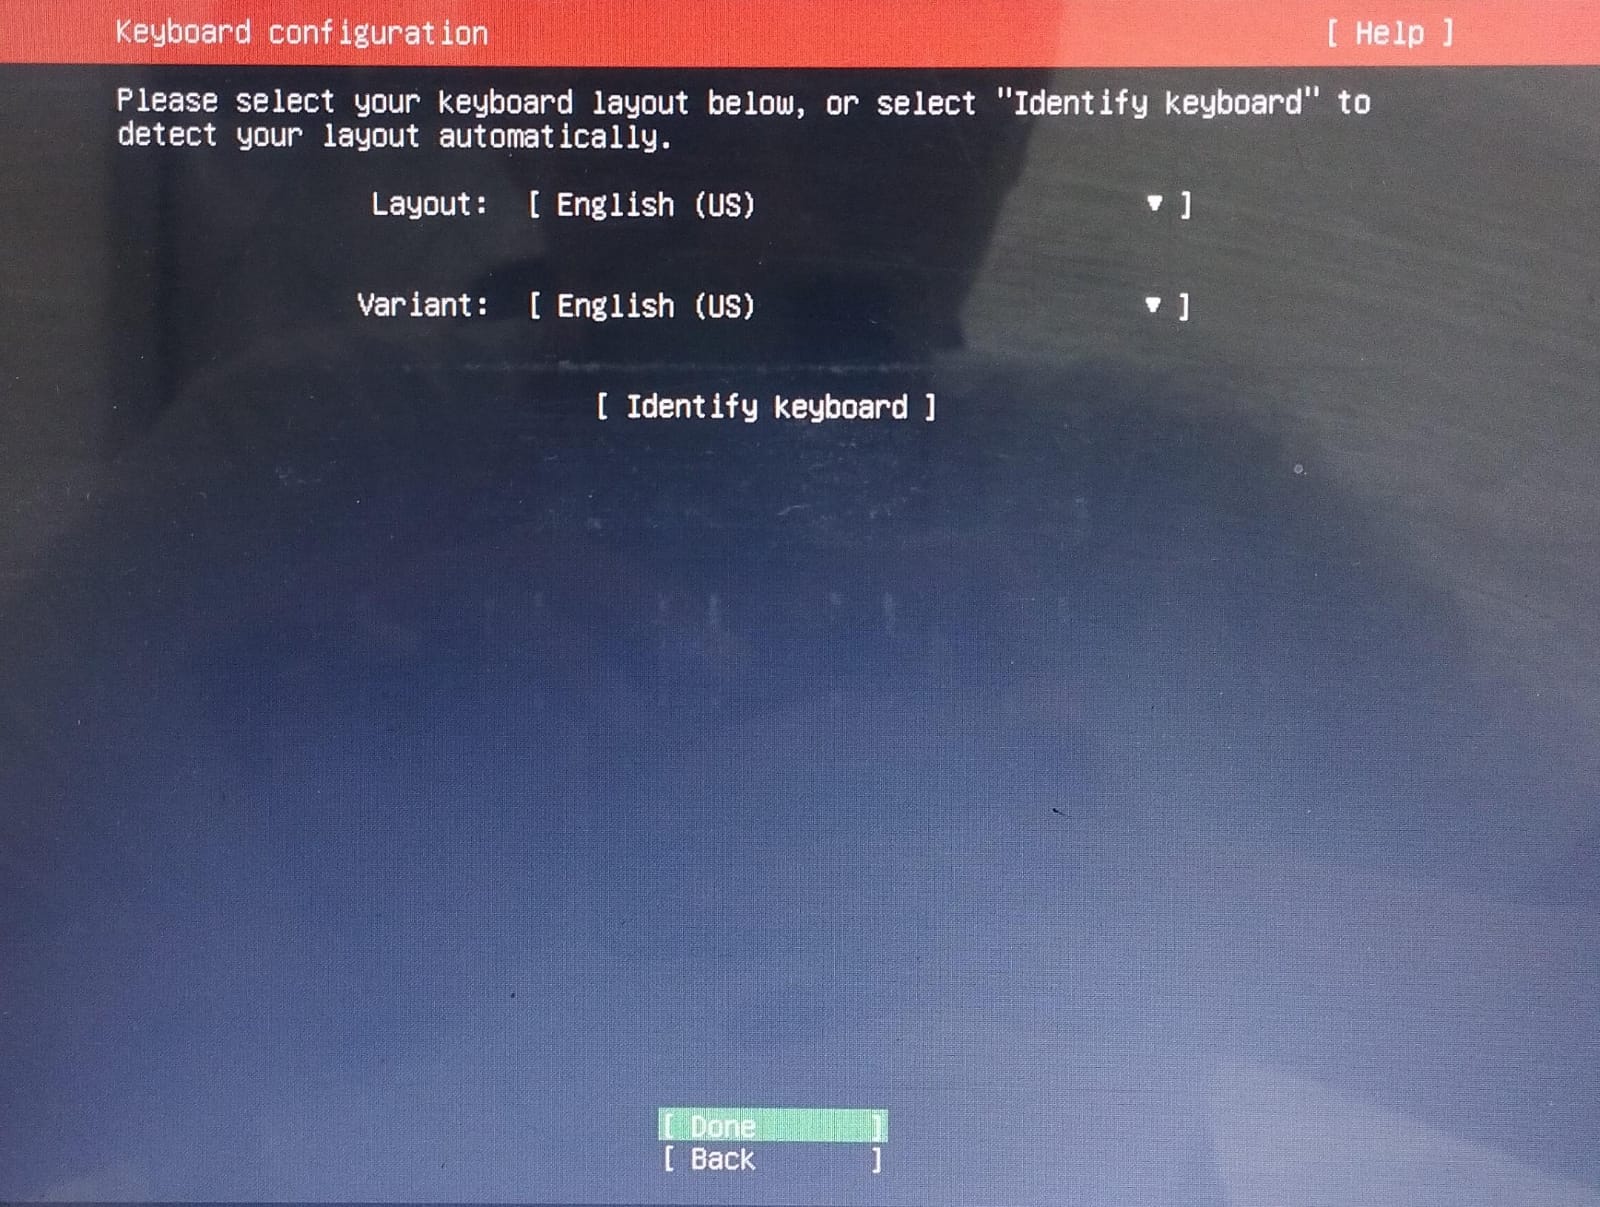 Keyboard configuration [ Help ]
Please select your keyboard layout below, or select "Identify keyboard" to
detect your layout automatically.
Layout: [ English (US) ▾ ]
Variant: [ English (US) ▾ ]
[ Identify keyboard ]
[ Done ]
[ Back ]